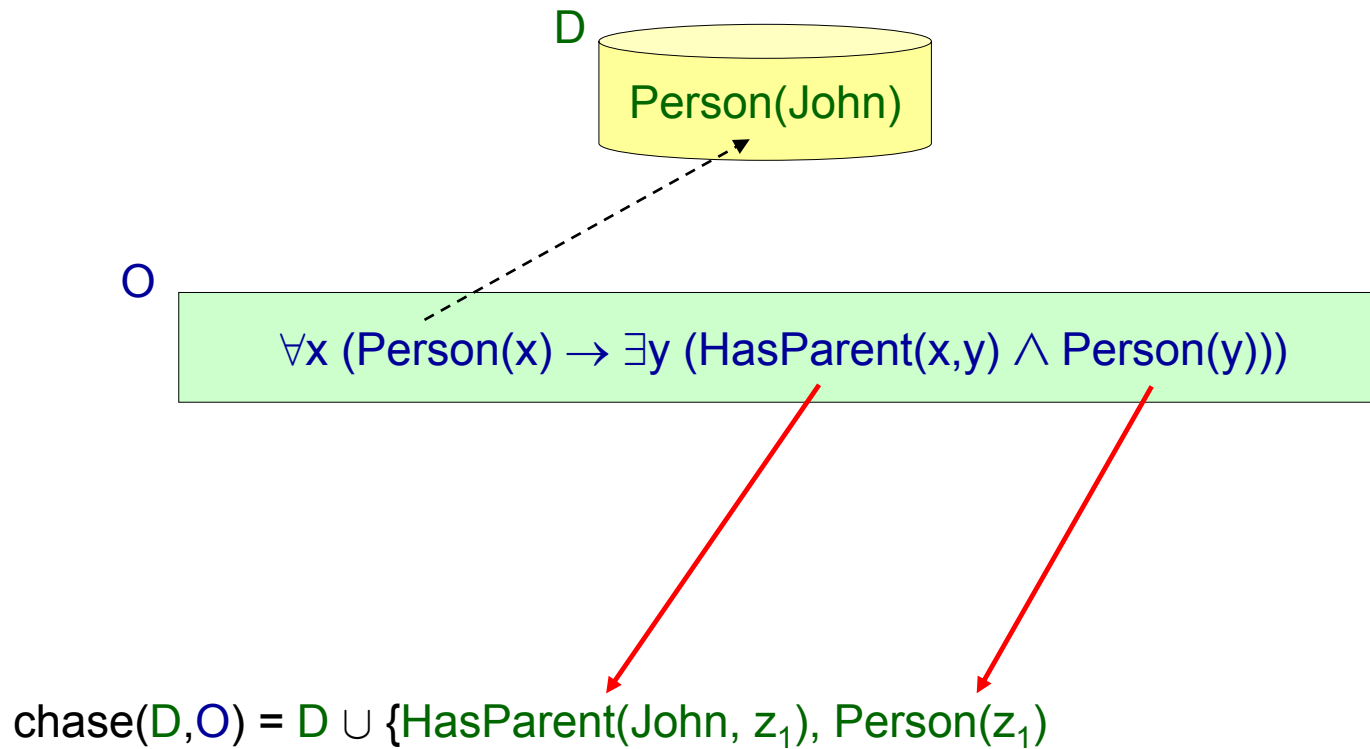 D
Person(John)
O
∀x (Person(x) → ∃y (HasParent(x,y) ∧ Person(y)))
chase(D,O) = D ∪ {HasParent(John, z₁), Person(z₁)